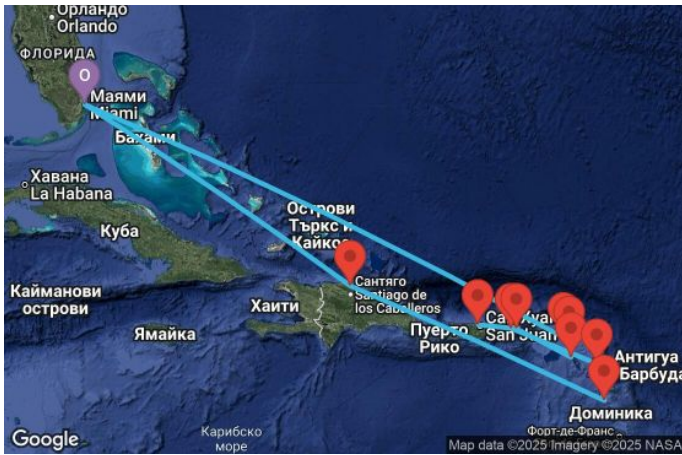 Орландо
Orlando
ФЛОРИДА
O
Маями
Miami
Бахами
Хавана
La Habana
Куба
Острови
Търкс и
Кайкос
Кайманови
острови
Ямайка
Хаити
Сантяго
Santiago de
los Caballeros
Пуерто
Рико
Сан Хуан
San Juan
Антигуа
Барбуда
Доминика
Форт-де-Франс
Карибско
море
Google
Map data ©2025 Imagery ©2025 NASA